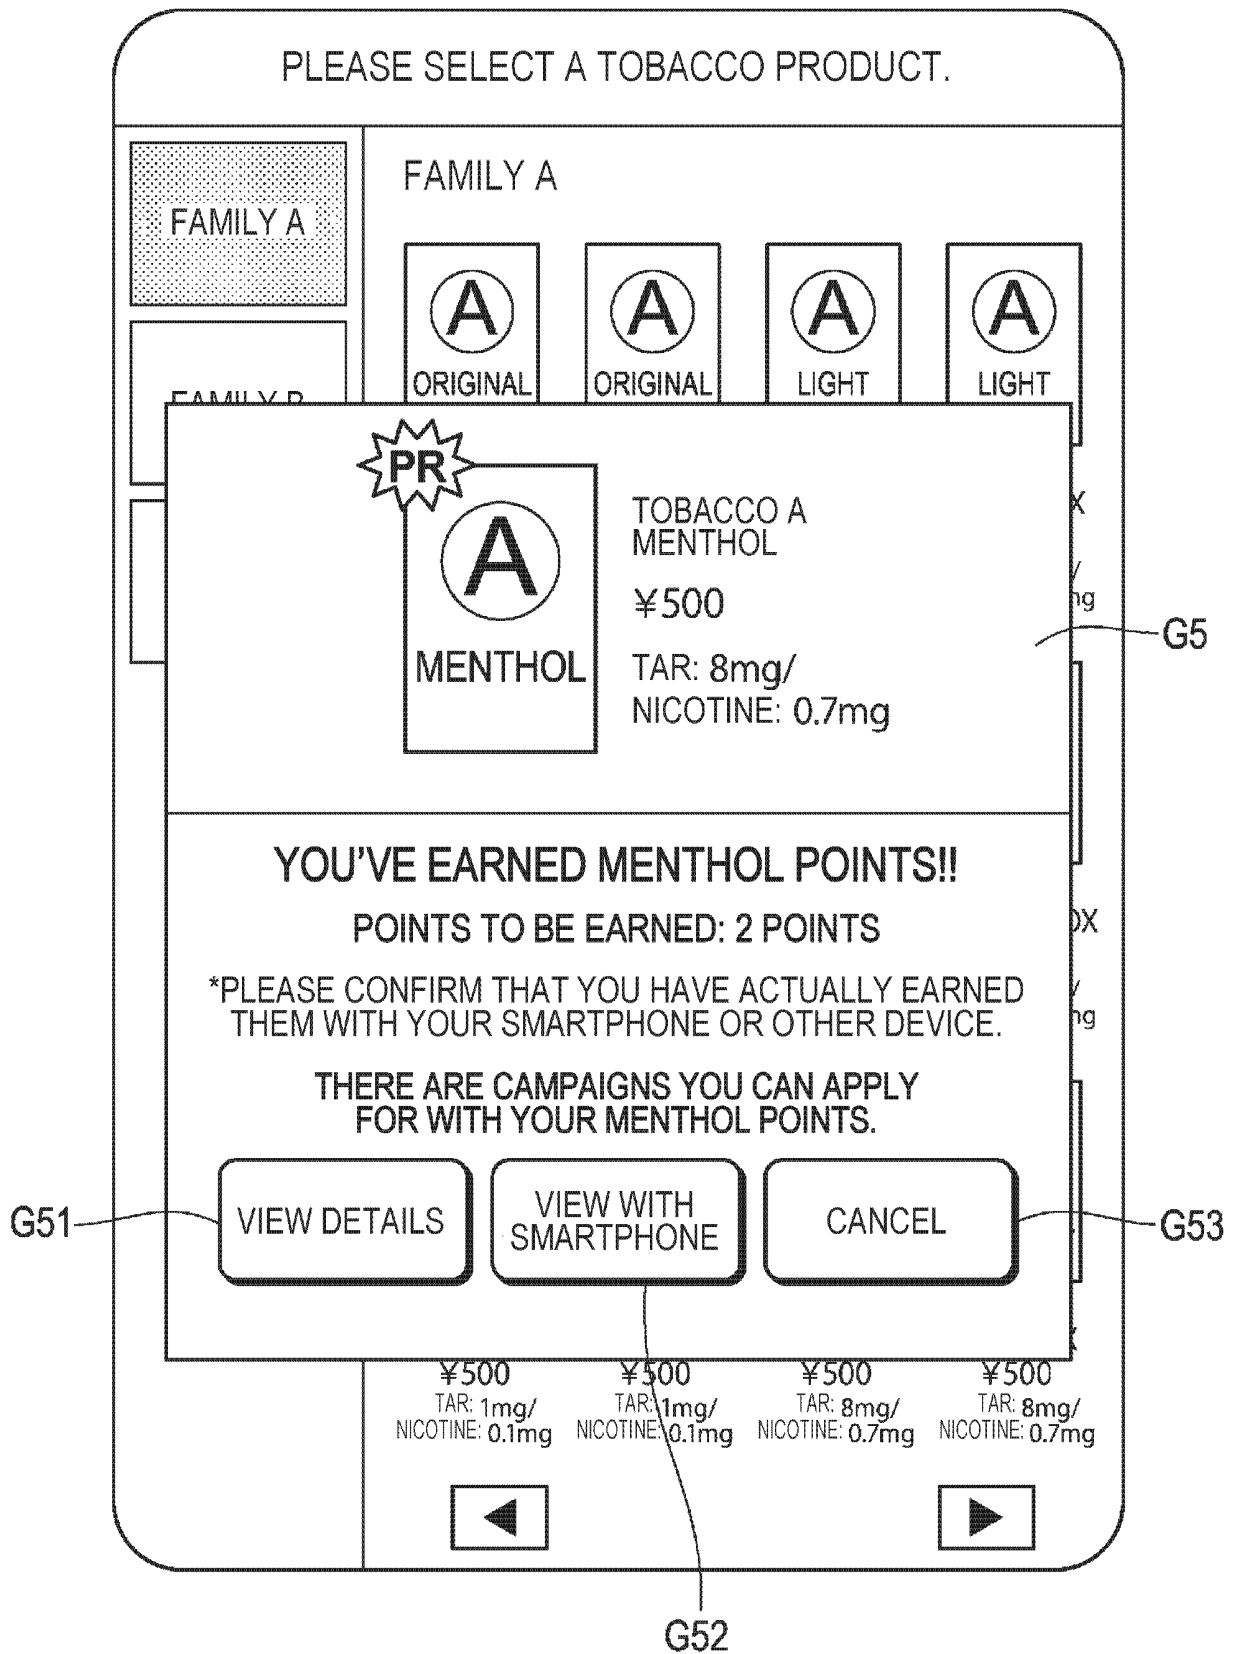 PLEASE SELECT A TOBACCO PRODUCT.
FAMILY A
FAMILY A
A
ORIGINAL
A
ORIGINAL
A
LIGHT
A
LIGHT
FAMILY B
PR
A
MENTHOL
TOBACCO A
MENTHOL
¥500
TAR: 8mg/
NICOTINE: 0.7mg
X
/
ng
G5
YOU'VE EARNED MENTHOL POINTS!!
POINTS TO BE EARNED: 2 POINTS
*PLEASE CONFIRM THAT YOU HAVE ACTUALLY EARNED
THEM WITH YOUR SMARTPHONE OR OTHER DEVICE.
OX
/
ng
THERE ARE CAMPAIGNS YOU CAN APPLY
FOR WITH YOUR MENTHOL POINTS.
G51
VIEW DETAILS
VIEW WITH
SMARTPHONE
CANCEL
G53
¥500
TAR: 1mg/
NICOTINE: 0.1mg
¥500
TAR: 1mg/
NICOTINE: 0.1mg
¥500
TAR: 8mg/
NICOTINE: 0.7mg
¥500
TAR: 8mg/
NICOTINE: 0.7mg
G52